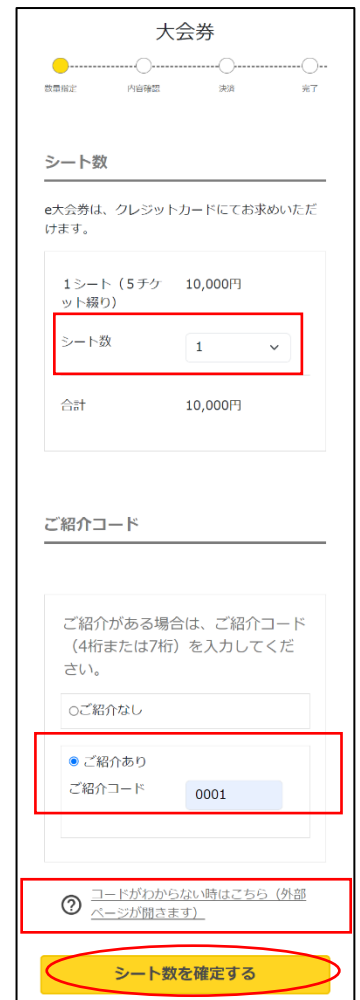 大会券
数量指定 内容確認 決済 完了
シート数
e大会券は、クレジットカードにてお求めいただ
けます。
1シート（5チケ 10,000円
ット綴り）
シート数 1
合計 10,000円
ご紹介コード
ご紹介がある場合は、ご紹介コード
（4桁または7桁）を入力してくだ
さい。
ご紹介なし
ご紹介あり
ご紹介コード 0001
? コードがわからない時はこちら（外部
ページが開きます）
シート数を確定する